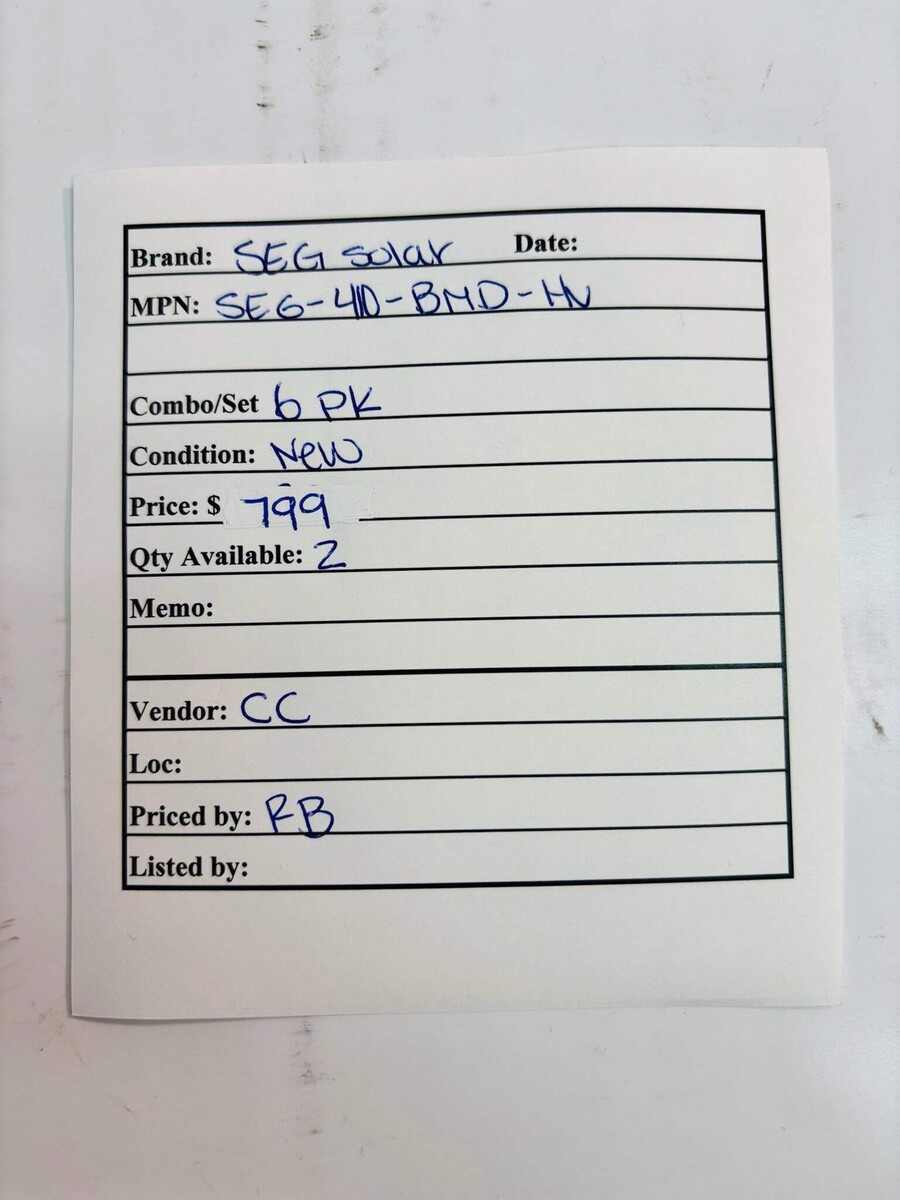 Brand: SEG Solar Date:
MPN: SEG-410-BMD-HV
Combo/Set 6 PK
Condition: New
Price: $ 799
Qty Available: 2
Memo:
Vendor: CC
Loc:
Priced by: RB
Listed by: